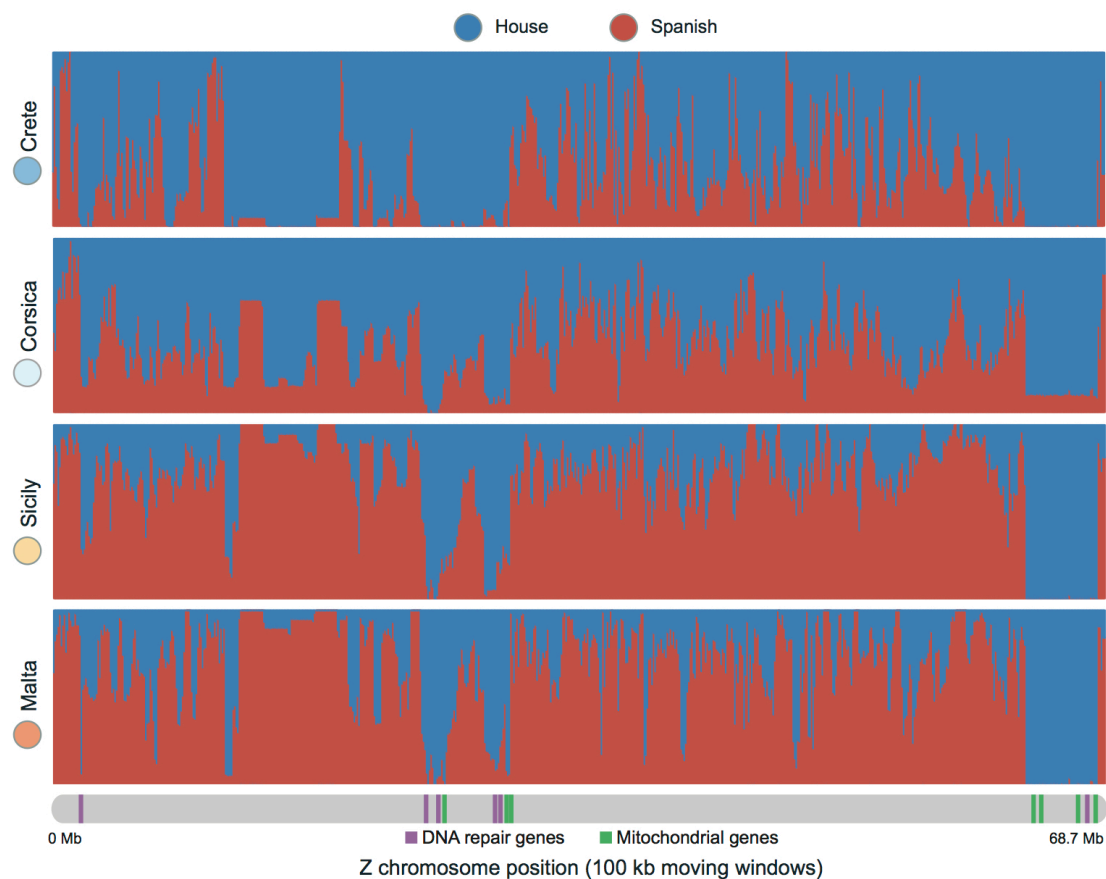 House Spanish
Crete
Corsica
Sicily
Malta
0 Mb DNA repair genes Mitochondrial genes 68.7 Mb
Z chromosome position (100 kb moving windows)